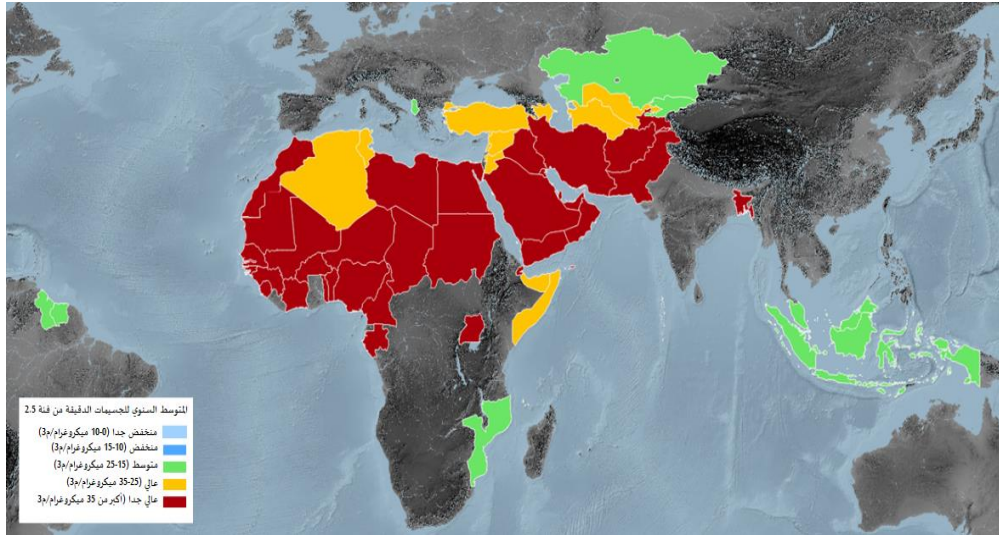 المتوسط السنوي للجسيمات الدقيقة من فئة 2.5
منخفض جدا (0-10 ميكروغرام/م3)
منخفض (10-15 ميكروغرام/م3)
متوسط (15-25 ميكروغرام/م3)
عالي (25-35 ميكروغرام/م3)
عالي جدا (أكبر من 35 ميكروغرام/م3